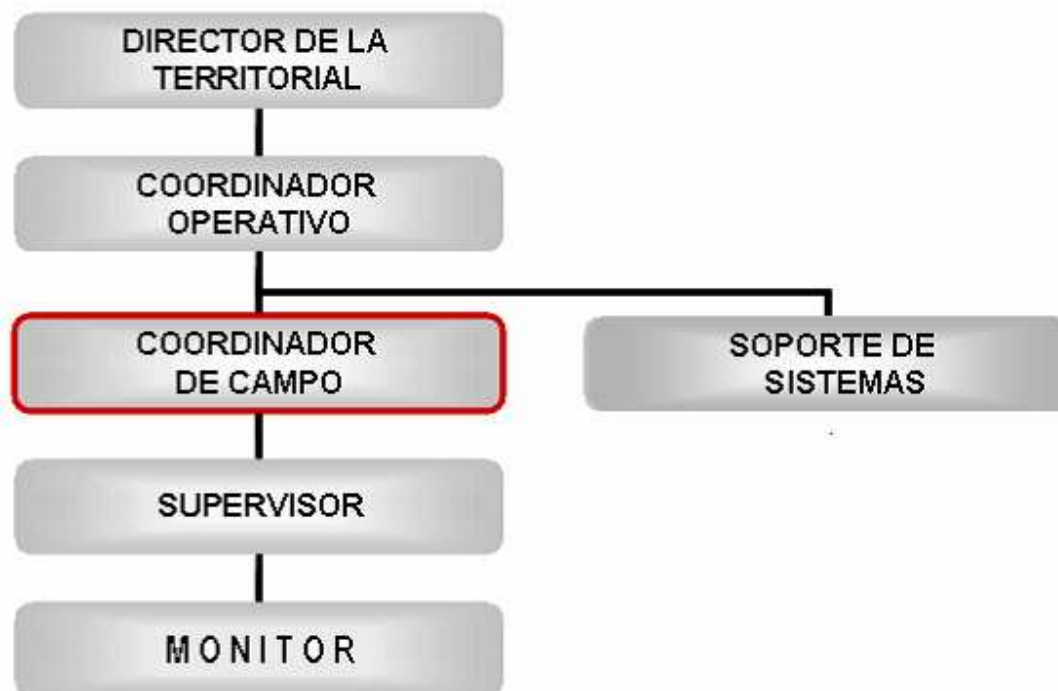 DIRECTOR DE LA
TERRITORIAL
COORDINADOR
OPERATIVO
COORDINADOR
DE CAMPO
SOPORTE DE
SISTEMAS
SUPERVISOR
MONITOR